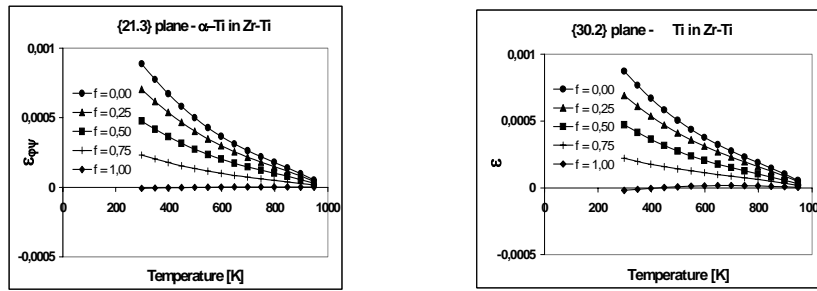 {21.3} plane - α–Ti in Zr-Ti
0,001
0,0005
0
-0,0005
εφψ
f = 0,00
f = 0,25
f = 0,50
f = 0,75
f = 1,00
0 200 400 600 800 1000
Temperature [K]
{30.2} plane - Ti in Zr-Ti
0,001
0,0005
0
-0,0005
ε
f = 0,00
f = 0,25
f = 0,50
f = 0,75
f = 1,00
0 200 400 600 800 100
Temperature [K]